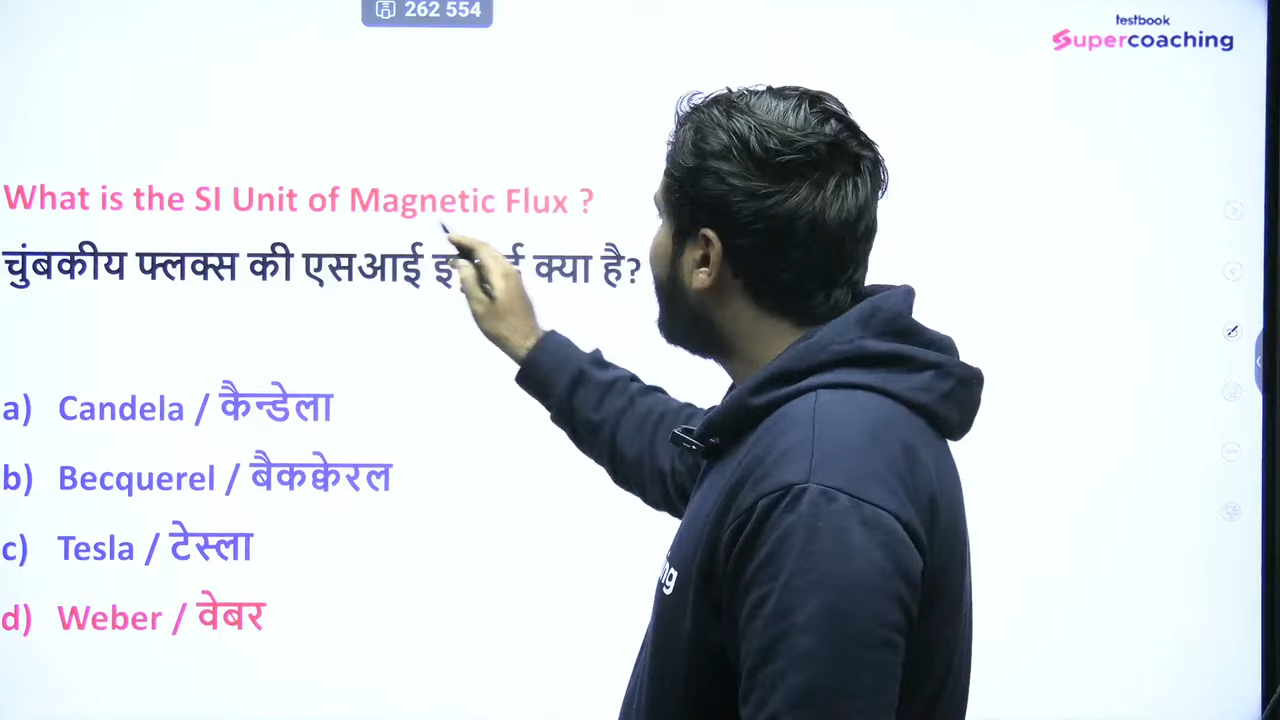 262 554
testbook
Supercoaching
What is the SI Unit of Magnetic Flux ?
चुंबकीय फ्लक्स की एसआई क्या है?
a) Candela / कैन्डेला
b) Becquerel / बैकक्वेरल
c) Tesla / टेस्ला
d) Weber / वेबर